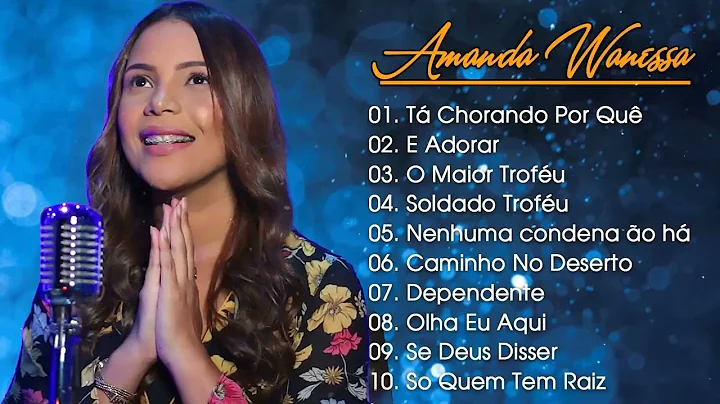 Amanda Wanessa
01. Tá Chorando Por Quê
02. E Adorar
03. O Maior Troféu
04. Soldado Troféu
05. Nenhuma condena ão há
06. Caminho No Deserto
07. Dependente
08. Olha Eu Aqui
09. Se Deus Disser
10. So Quem Tem Raiz